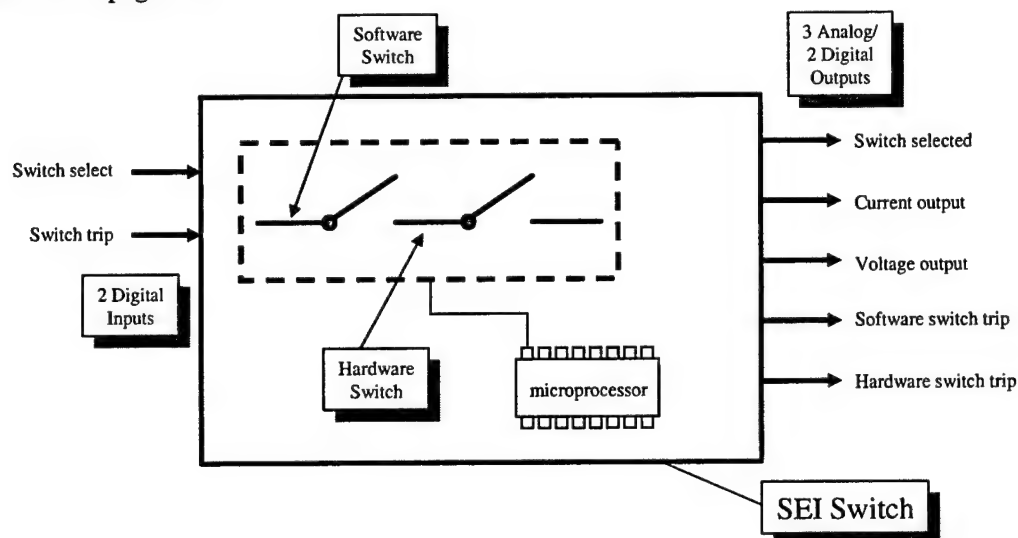 Software
Switch
3 Analog/
2 Digital
Outputs
Switch select
Switch trip
2 Digital
Inputs
Hardware
Switch
microprocessor
Switch selected
Current output
Voltage output
Software switch trip
Hardware switch trip
SEI Switch